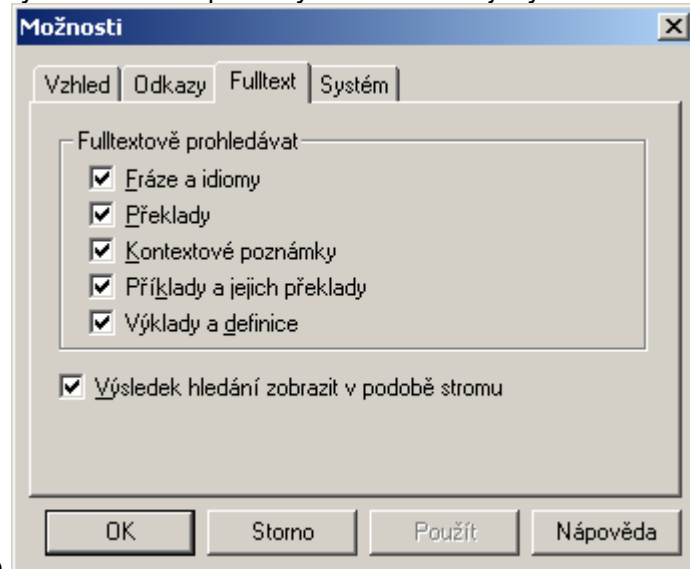 Možnosti
Vzhled Odkazy Fulltext Systém
Fulltextově prohledávat
Fráze a idiomy
Překlady
Kontextové poznámky
Příklady a jejich překlady
Výklady a definice
Výsledek hledání zobrazit v podobě stromu
OK Storno Použít Nápověda